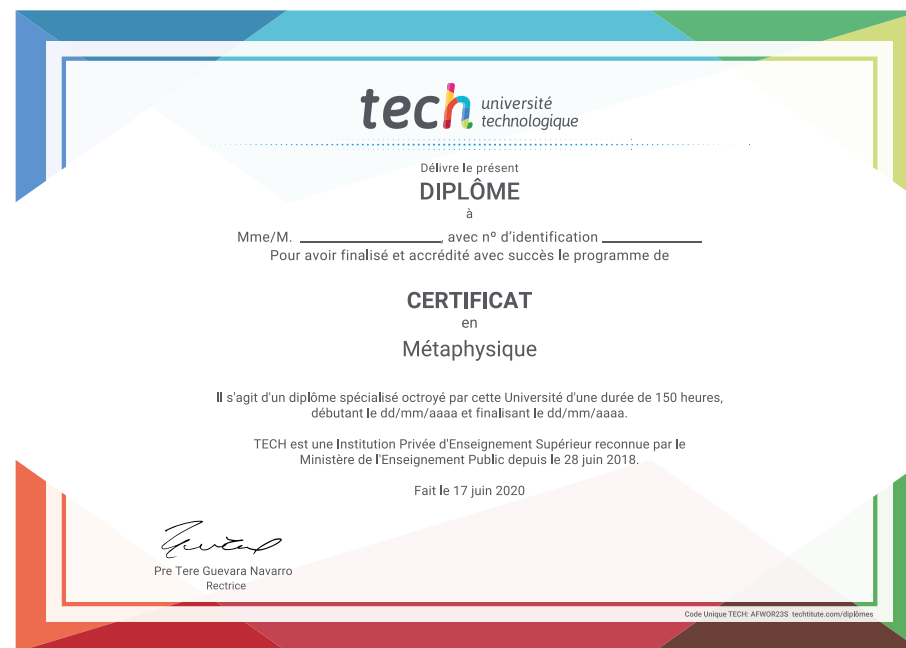 tech université
technologique
Délivre le présent
DIPLÔME
à
Mme/M. ____________________, avec nº d'identification ______________
Pour avoir finalisé et accrédité avec succès le programme de
CERTIFICAT
en
Métaphysique
Il s'agit d'un diplôme spécialisé octroyé par cette Université d'une durée de 150 heures,
débutant le dd/mm/aaaa et finalisant le dd/mm/aaaa.
TECH est une Institution Privée d'Enseignement Supérieur reconnue par le
Ministère de l'Enseignement Public depuis le 28 juin 2018.
Fait le 17 juin 2020
Pre Tere Guevara Navarro
Rectrice
Code Unique TECH: AFWOR23S techtitute.com/diplômes